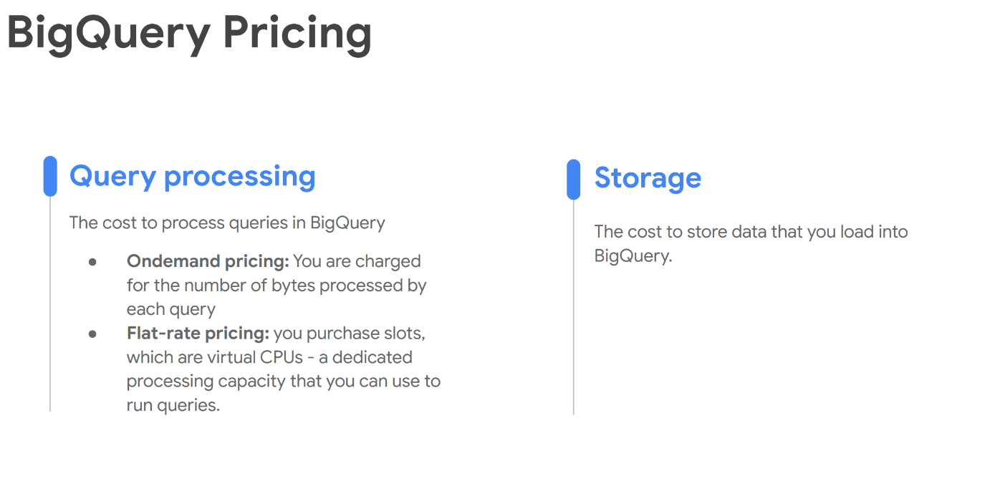 BigQuery Pricing
Query processing
The cost to process queries in BigQuery
● Ondemand pricing: You are charged
for the number of bytes processed by
each query
● Flat-rate pricing: you purchase slots,
which are virtual CPUs - a dedicated
processing capacity that you can use to
run queries.
Storage
The cost to store data that you load into
BigQuery.